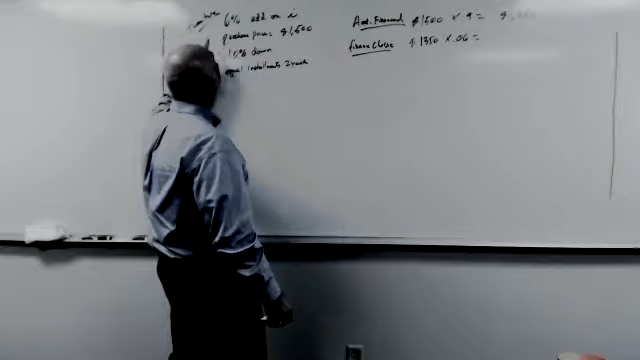 6% add on i
purchase price = $1,500
10% down
equal installments 2 years
Amt. Financed $1500 x .9 =
finance charge $1350 x .06 =